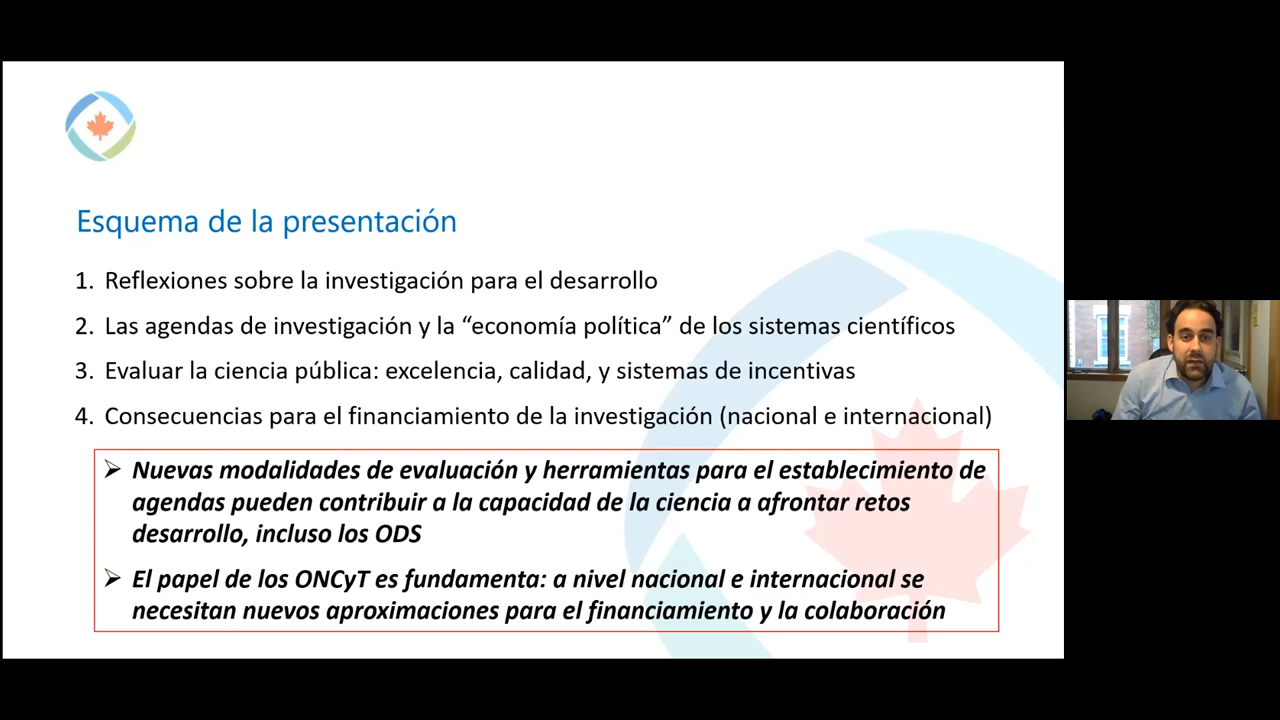 Esquema de la presentación
1. Reflexiones sobre la investigación para el desarrollo
2. Las agendas de investigación y la “economía política” de los sistemas científicos
3. Evaluar la ciencia pública: excelencia, calidad, y sistemas de incentivas
4. Consecuencias para el financiamiento de la investigación (nacional e internacional)
➢ Nuevas modalidades de evaluación y herramientas para el establecimiento de
agendas pueden contribuir a la capacidad de la ciencia a afrontar retos
desarrollo, incluso los ODS
➢ El papel de los ONCyT es fundamenta: a nivel nacional e internacional se
necesitan nuevos aproximaciones para el financiamiento y la colaboración